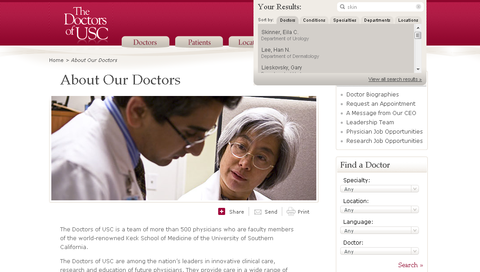 The
Doctors
of USC
Doctors
Patients
Your Results:
skin
Sort by: Doctors Conditions Specialties Departments Locations
Skinner, Eila C.
Department of Urology
Lee, Han N.
Department of Dermatology
Lieskovsky, Gary
View all search results »
Home > About Our Doctors
About Our Doctors
Share
Send
Print
The Doctors of USC is a team of more than 500 physicians who are faculty members
of the world-renowned Keck School of Medicine of the University of Southern
California.
The Doctors of USC are among the nation's leaders in innovative clinical care,
research and education of future physicians. They provide care in a wide range of
Doctor Biographies
Request an Appointment
A Message from Our CEO
Leadership Team
Physician Job Opportunities
Research Job Opportunities
Find a Doctor
Specialty:
Any
Location:
Any
Language:
Any
Doctor:
Any
Search »